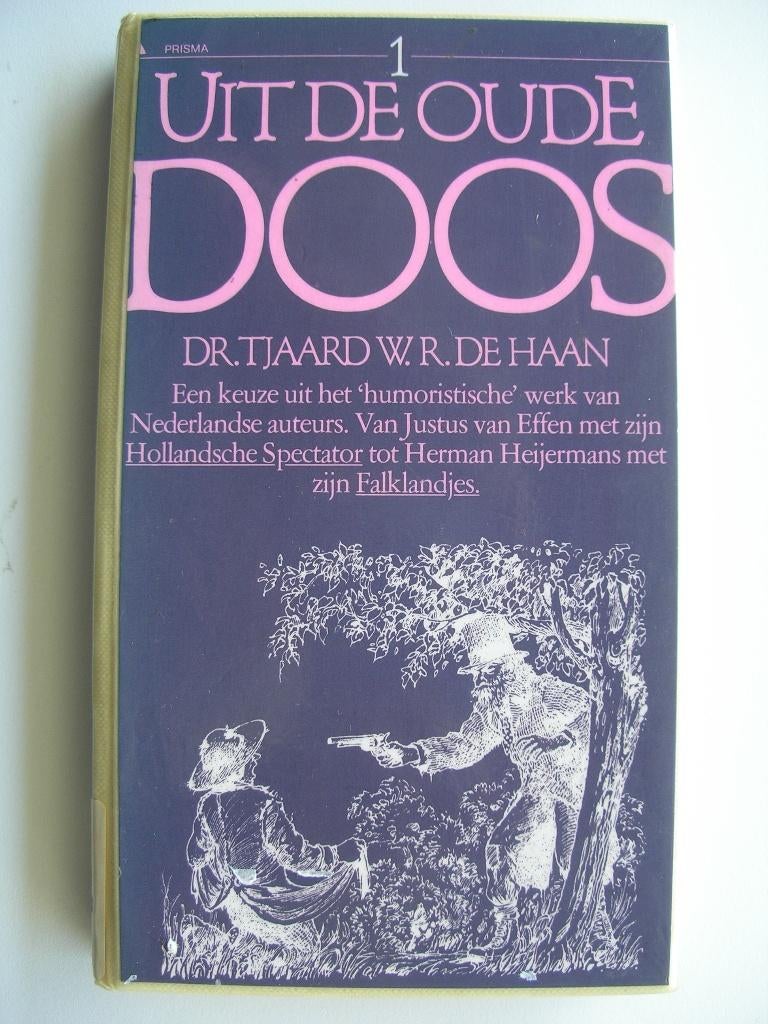 PRISMA
1
UIT DE OUDE
DOOS
DR. TJAARD W. R. DE HAAN
Een keuze uit het ‘humoristische’ werk van
Nederlandse auteurs. Van Justus van Effen met zijn
Hollandsche Spectator tot Herman Heijermans met
zijn Falklandjes.